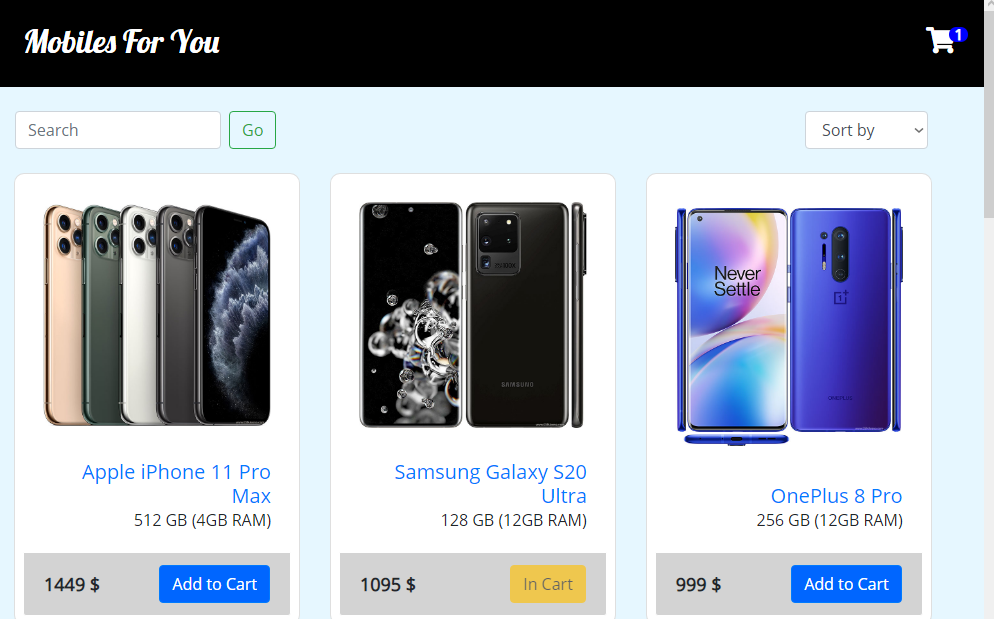 Mobiles For You
1
Search
Go
Sort by
Never
Settle
SAMSUNG
ONEPLUS
Apple iPhone 11 Pro
Max
512 GB (4GB RAM)
Samsung Galaxy S20
Ultra
128 GB (12GB RAM)
OnePlus 8 Pro
256 GB (12GB RAM)
1449 $
Add to Cart
1095 $
In Cart
999 $
Add to Cart